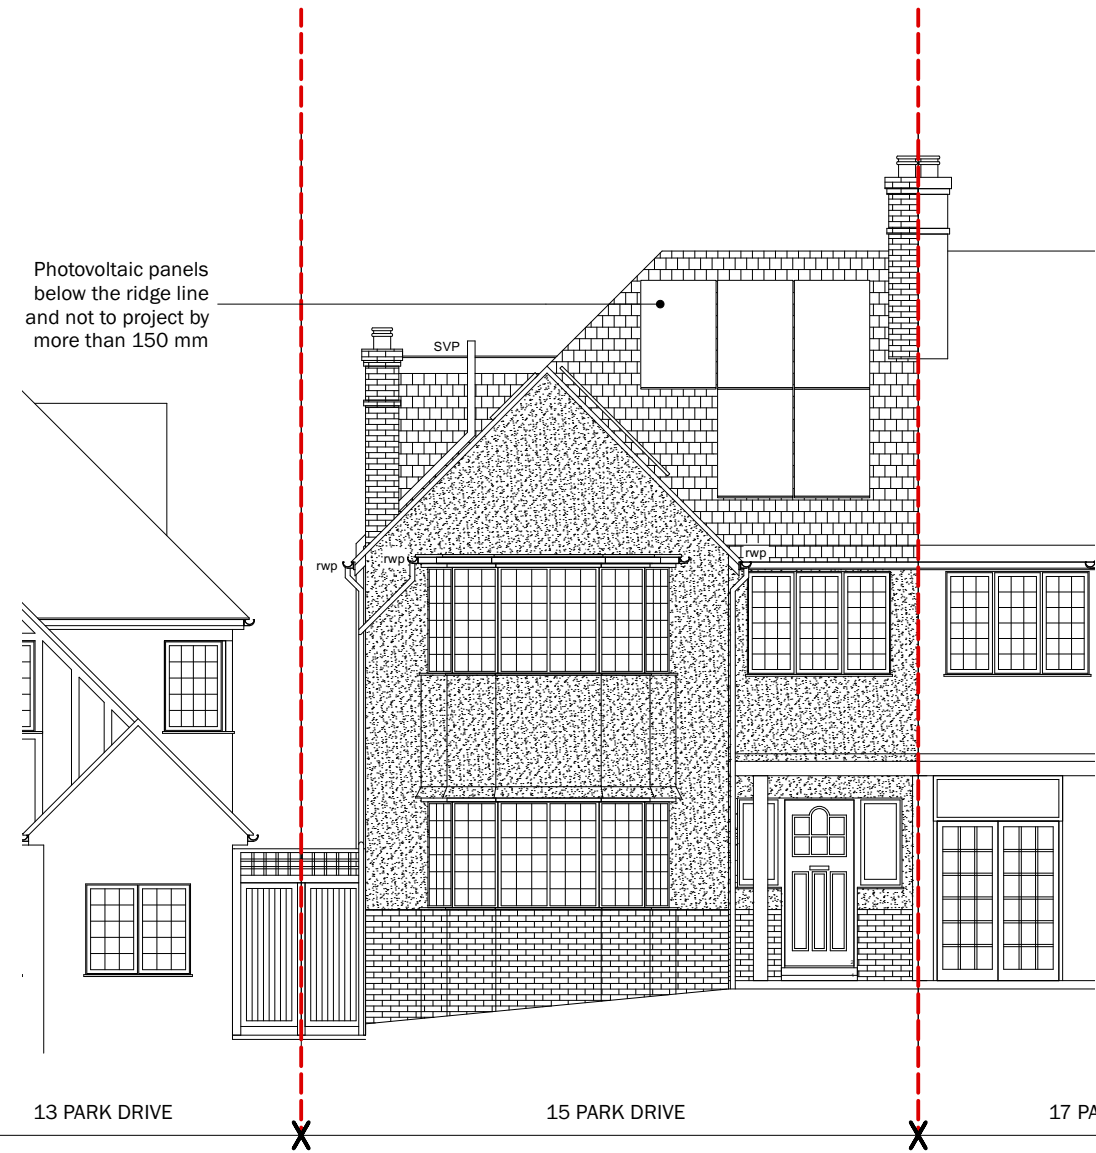 Photovoltaic panels
below the ridge line
and not to project by
more than 150 mm
SVP
rwp
rwp
rwp
13 PARK DRIVE
15 PARK DRIVE
17 PA